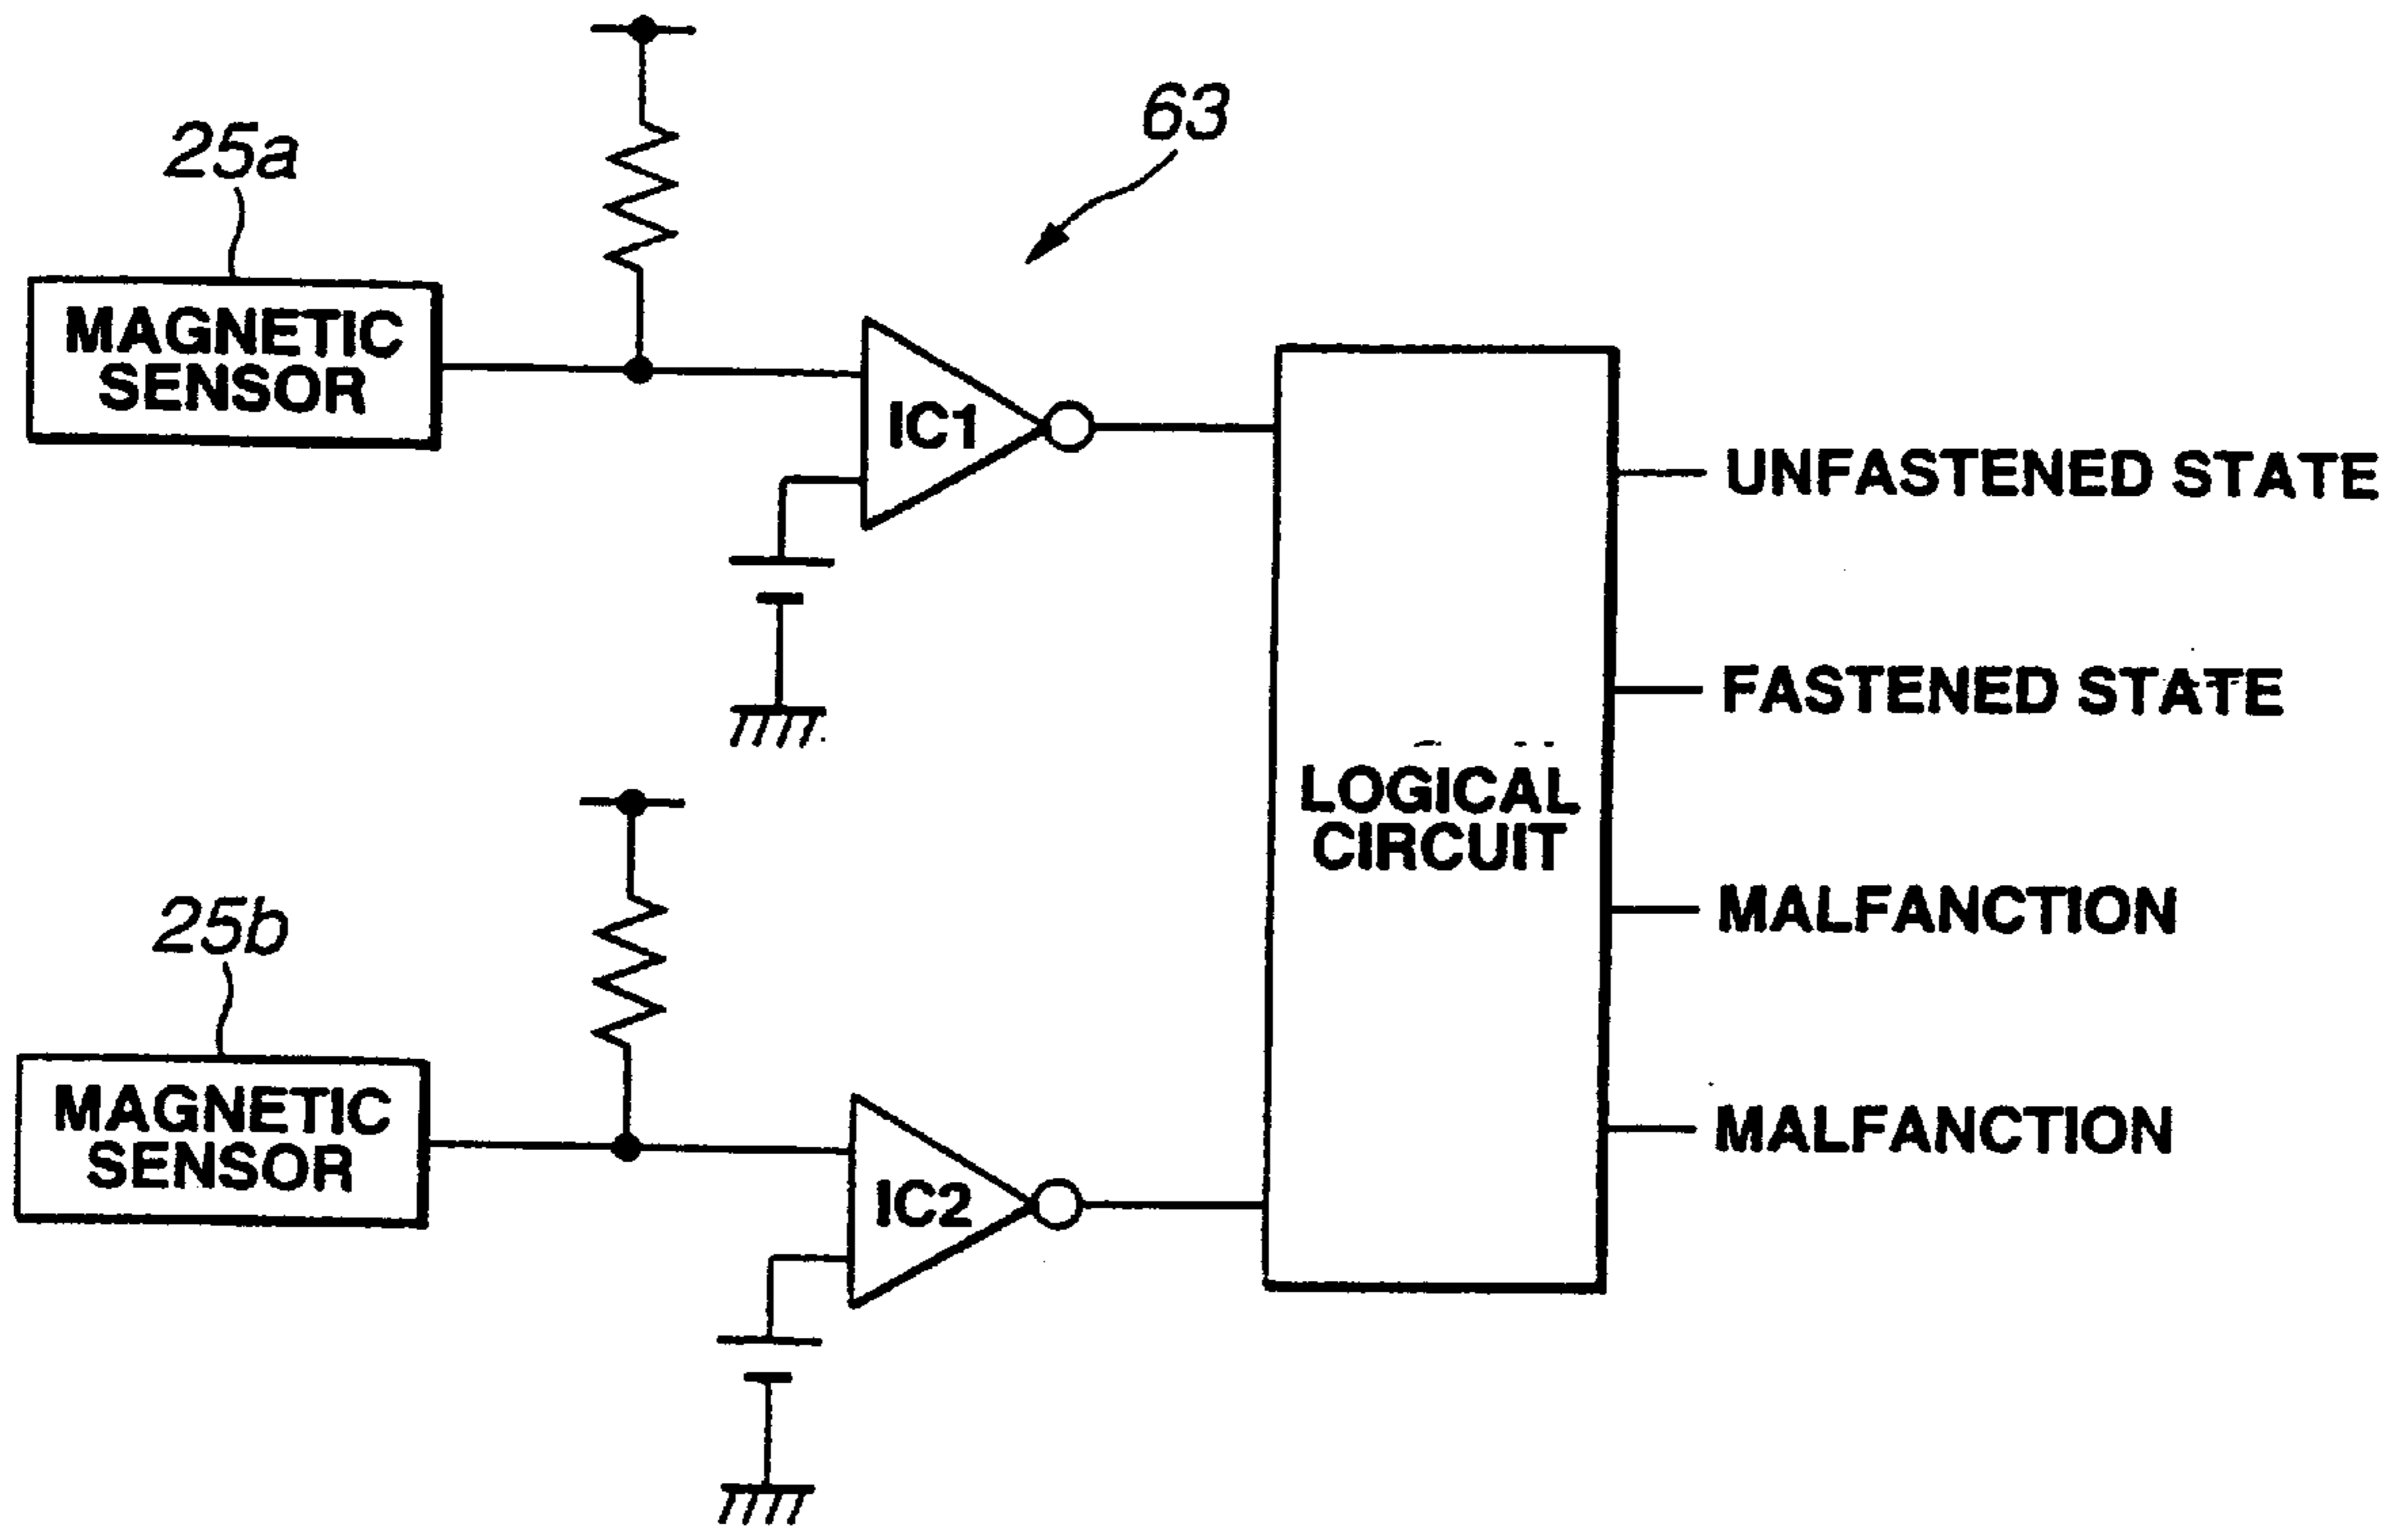 63
25a
MAGNETIC
SENSOR
IC1
UNFASTENED STATE
FASTENED STATE
LOGICAL
CIRCUIT
MALFANCTION
25b
MAGNETIC
SENSOR
IC2
MALFANCTION